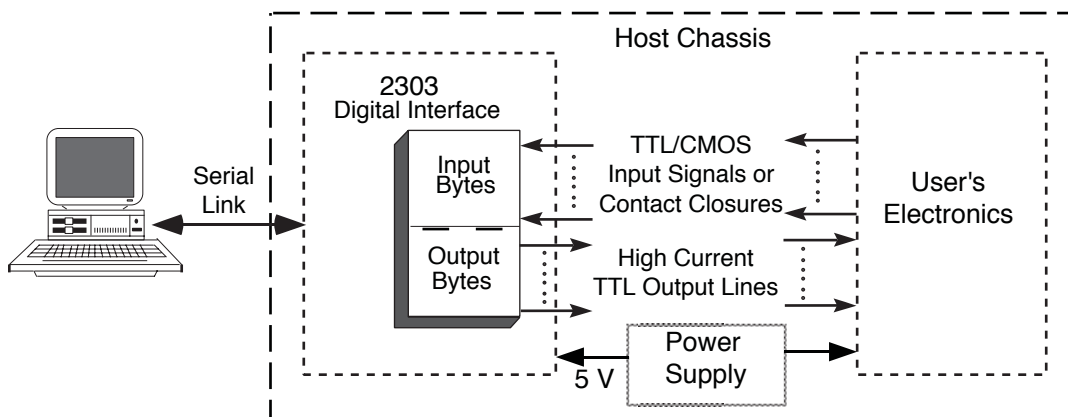 Host Chassis
2303
Digital Interface
Input
Bytes
Output
Bytes
Serial
Link
TTL/CMOS
Input Signals or
Contact Closures
High Current
TTL Output Lines
User's
Electronics
Power
Supply
5 V